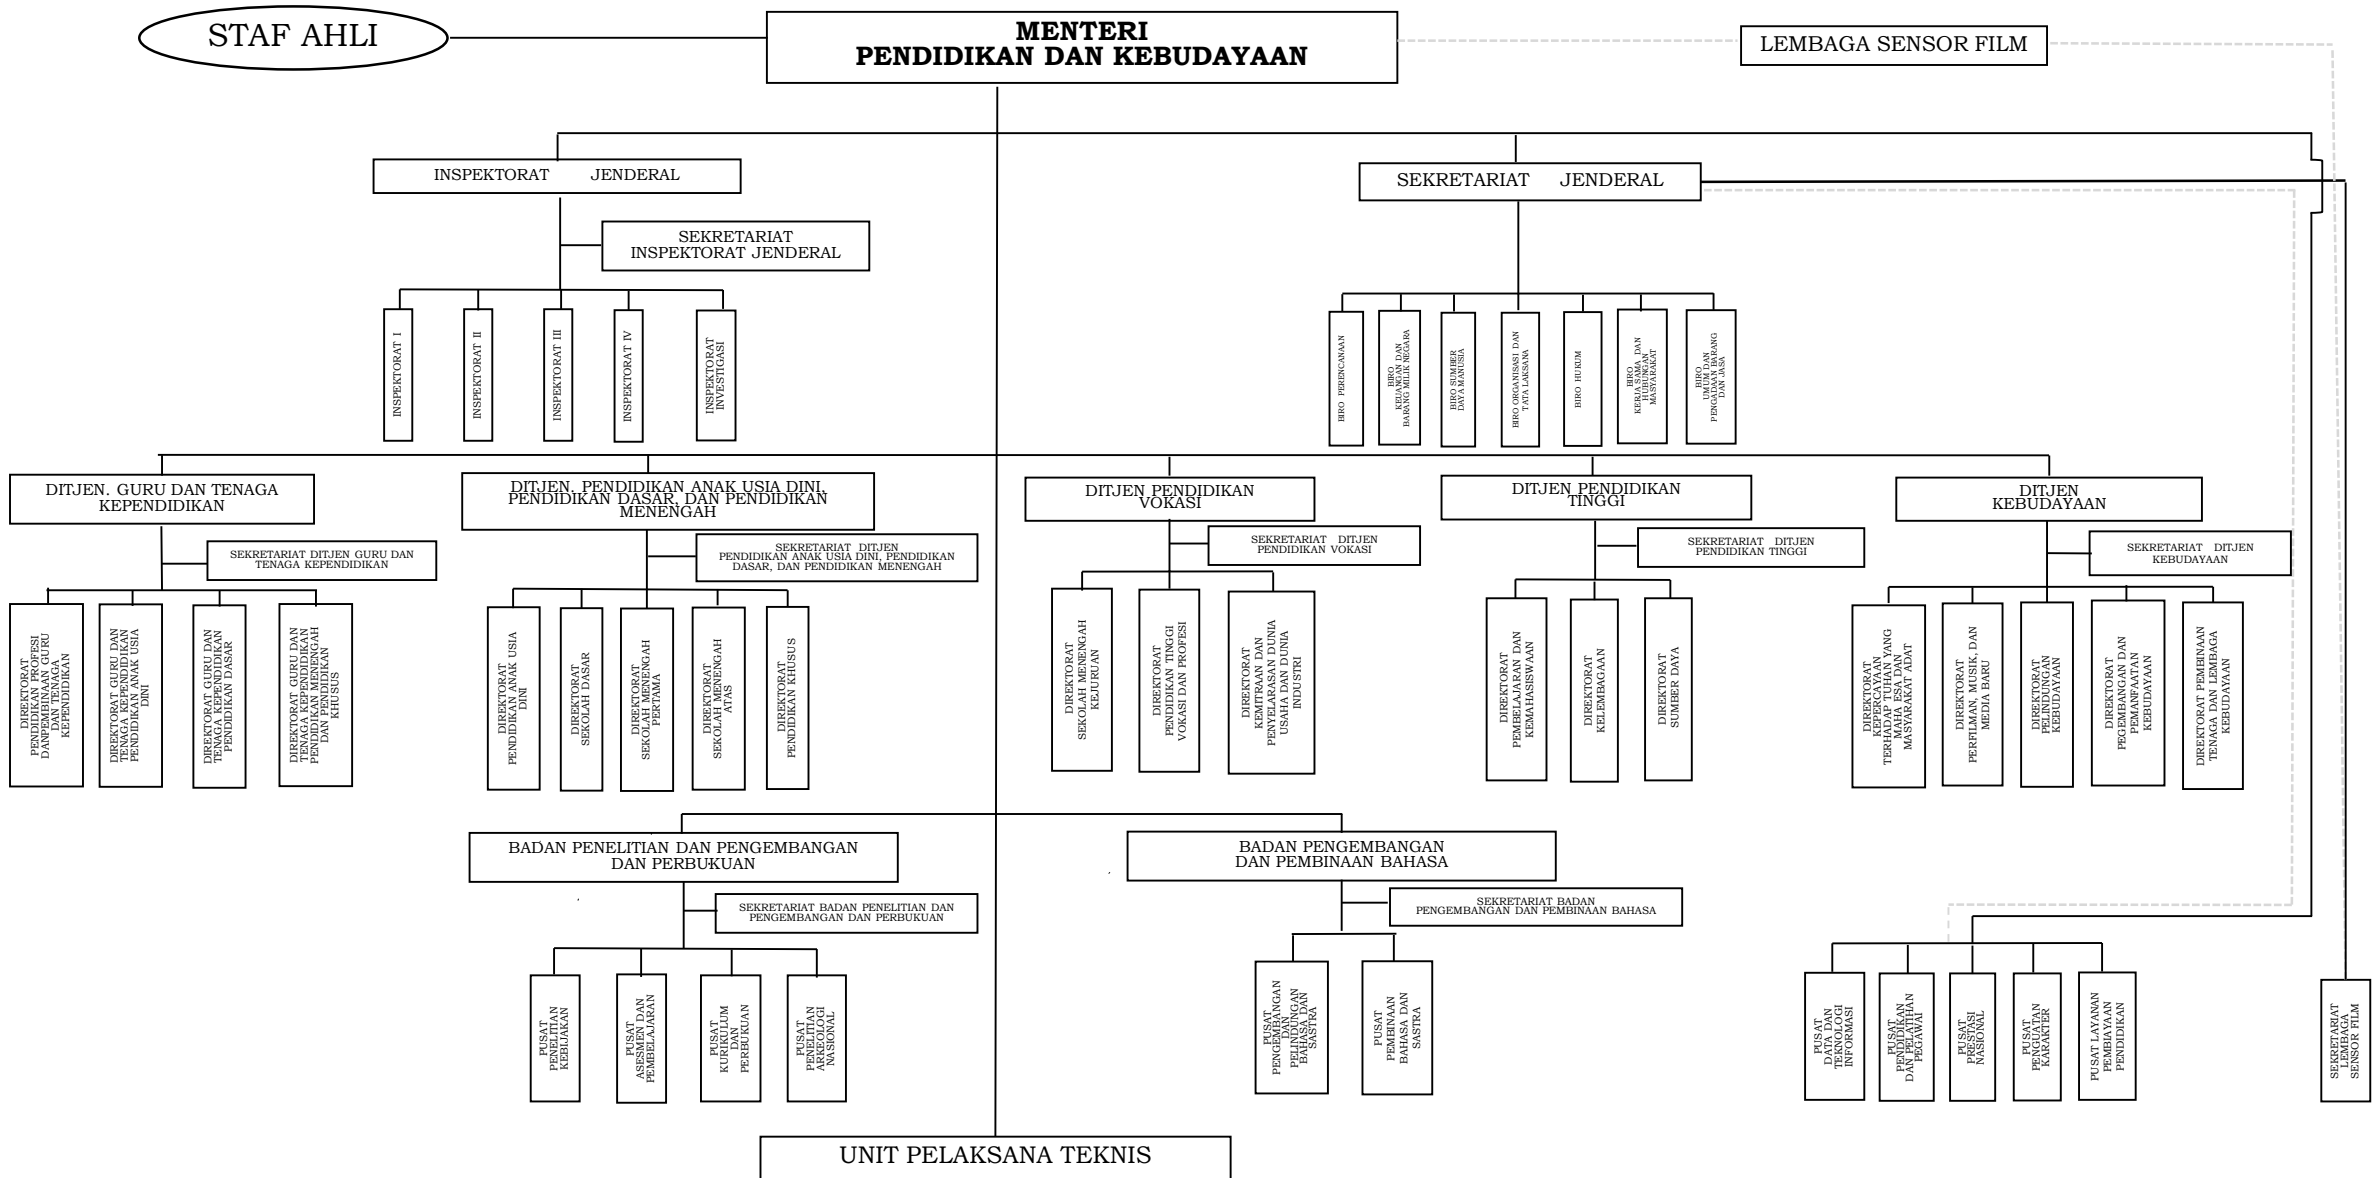 STAF AHLI
MENTERI
PENDIDIKAN DAN KEBUDAYAAN
LEMBAGA SENSOR FILM
INSPEKTORAT JENDERAL
SEKRETARIAT JENDERAL
SEKRETARIAT
INSPEKTORAT JENDERAL
INSPEKTORAT I
INSPEKTORAT II
INSPEKTORAT III
INSPEKTORAT IV
INSPEKTORAT
INVESTIGASI
BIRO PERENCANAAN
BIRO
KEUANGAN DAN
BARANG MILIK NEGARA
BIRO SUMBER
DAYA MANUSIA
BIRO ORGANISASI DAN
TATA LAKSANA
BIRO HUKUM
BIRO
KERJA SAMA DAN
HUBUNGAN
MASYARAKAT
BIRO
UMUM DAN
PENGADAAN BARANG
DAN JASA
DITJEN. GURU DAN TENAGA
KEPENDIDIKAN
DITJEN. PENDIDIKAN ANAK USIA DINI,
PENDIDIKAN DASAR, DAN PENDIDIKAN
MENENGAH
DITJEN PENDIDIKAN
VOKASI
DITJEN PENDIDIKAN
TINGGI
DITJEN
KEBUDAYAAN
SEKRETARIAT DITJEN GURU DAN
TENAGA KEPENDIDIKAN
SEKRETARIAT DITJEN
PENDIDIKAN ANAK USIA DINI, PENDIDIKAN
DASAR, DAN PENDIDIKAN MENENGAH
SEKRETARIAT DITJEN
PENDIDIKAN VOKASI
SEKRETARIAT DITJEN
PENDIDIKAN TINGGI
SEKRETARIAT DITJEN
KEBUDAYAAN
DIREKTORAT
PENDIDIKAN PROFESI
DANPEMBINAAN GURU
DAN TENAGA
KEPENDIDIKAN
DIREKTORAT GURU DAN
TENAGA KEPENDIDIKAN
PENDIDIKAN ANAK USIA
DINI
DIREKTORAT GURU DAN
TENAGA KEPENDIDIKAN
PENDIDIKAN DASAR
DIREKTORAT GURU DAN
TENAGA KEPENDIDIKAN
PENDIDIKAN MENENGAH
DAN PENDIDIKAN
KHUSUS
DIREKTORAT
PENDIDIKAN ANAK USIA
DINI
DIREKTORAT
SEKOLAH DASAR
DIREKTORAT
SEKOLAH MENENGAH
PERTAMA
DIREKTORAT
SEKOLAH MENENGAH
ATAS
DIREKTORAT
PENDIDIKAN KHUSUS
DIREKTORAT
SEKOLAH MENENGAH
KEJURUAN
DIREKTORAT
PENDIDIKAN TINGGI
VOKASI DAN PROFESI
DIREKTORAT
KEMITRAAN DAN
PENYELARASAN DUNIA
USAHA DAN DUNIA
INDUSTRI
DIREKTORAT
PEMBELAJARAN DAN
KEMAHASISWAAN
DIREKTORAT
KELEMBAGAAN
DIREKTORAT
SUMBER DAYA
DIREKTORAT
KEPERCAYAAN
TERHADAP TUHAN YANG
MAHA ESA DAN
MASYARAKAT ADAT
DIREKTORAT
PERFILMAN, MUSIK, DAN
MEDIA BARU
DIREKTORAT
PELINDUNGAN
KEBUDAYAAN
DIREKTORAT
PEGEMBANGAN DAN
PEMANFAATAN
KEBUDAYAAN
DIREKTORAT PEMBINAAN
TENAGA DAN LEMBAGA
KEBUDAYAAN
BADAN PENELITIAN DAN PENGEMBANGAN
DAN PERBUKUAN
BADAN PENGEMBANGAN
DAN PEMBINAAN BAHASA
SEKRETARIAT BADAN PENELITIAN DAN
PENGEMBANGAN DAN PERBUKUAN
SEKRETARIAT BADAN
PENGEMBANGAN DAN PEMBINAAN BAHASA
PUSAT
PENELITIAN
KEBIJAKAN
PUSAT
ASESMEN DAN
PEMBELAJARAN
PUSAT
KURIKULUM
DAN
PERBUKUAN
PUSAT
PENELITIAN
ARKEOLOGI
NASIONAL
PUSAT
PENGEMBANGAN
DAN
PELINDUNGAN
BAHASA DAN
SASTRA
PUSAT
PEMBINAAN
BAHASA DAN
SASTRA
PUSAT
DATA DAN
TEKNOLOGI
INFORMASI
PUSAT
PENDIDIKAN
DAN PELATIHAN
PEGAWAI
PUSAT
PRESTASI
NASIONAL
PUSAT
PENGUATAN
KARAKTER
PUSAT LAYANAN
PEMBIAYAAN
PENDIDIKAN
SEKRETARIAT
LEMBAGA
SENSOR FILM
UNIT PELAKSANA TEKNIS